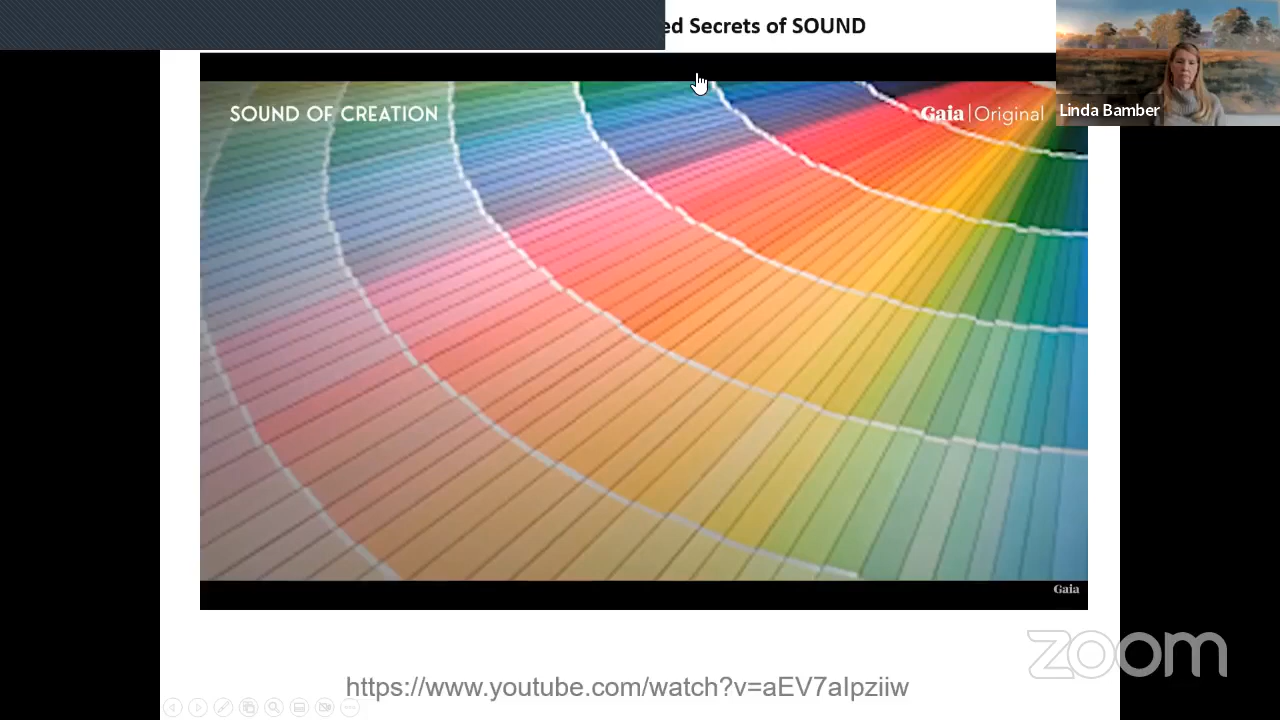 ed Secrets of SOUND
SOUND OF CREATION
Gaia | Original
Linda Bamber
Gaia
zoom
https://www.youtube.com/watch?v=aEV7aIpziiw